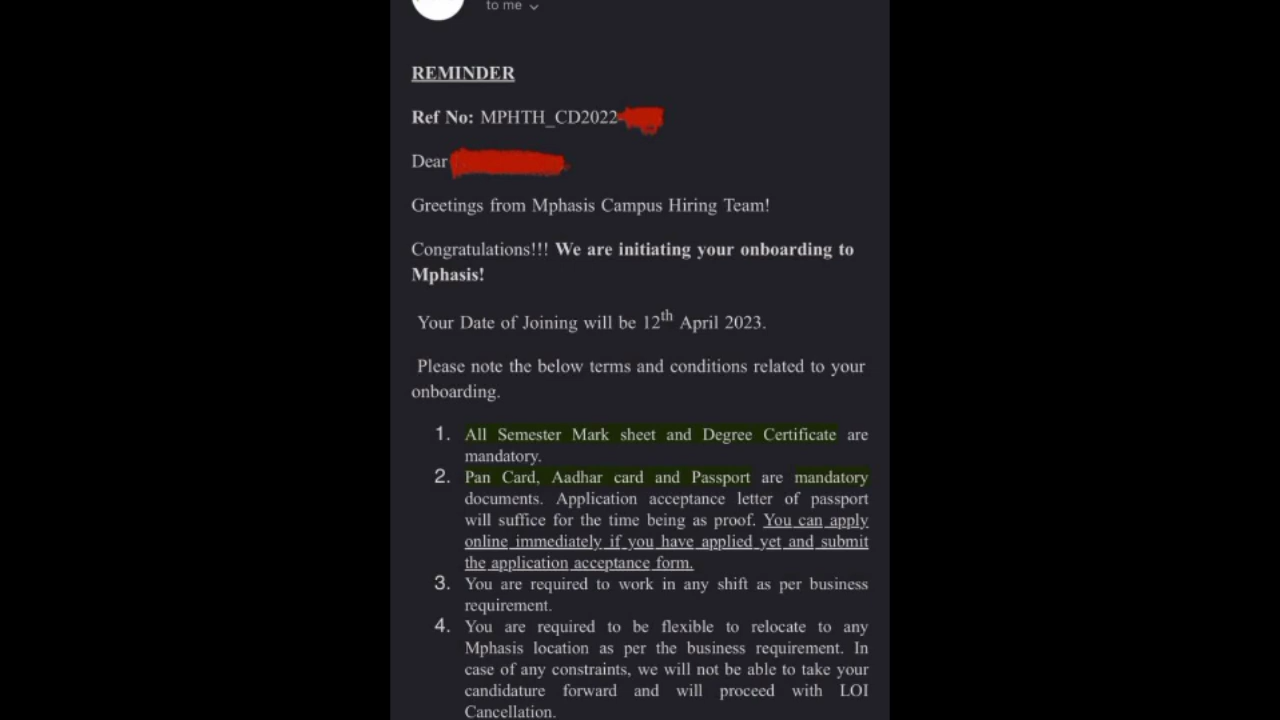 to me
REMINDER
Ref No: MPHTH_CD2022
Dear
Greetings from Mphasis Campus Hiring Team!
Congratulations!!! We are initiating your onboarding to
Mphasis!
Your Date of Joining will be 12th April 2023.
Please note the below terms and conditions related to your
onboarding.
1. All Semester Mark sheet and Degree Certificate are
mandatory.
2. Pan Card, Aadhar card and Passport are mandatory
documents. Application acceptance letter of passport
will suffice for the time being as proof. You can apply
online immediately if you have applied yet and submit
the application acceptance form.
3. You are required to work in any shift as per business
requirement.
4. You are required to be flexible to relocate to any
Mphasis location as per the business requirement. In
case of any constraints, we will not be able to take your
candidature forward and will proceed with LOI
Cancellation.